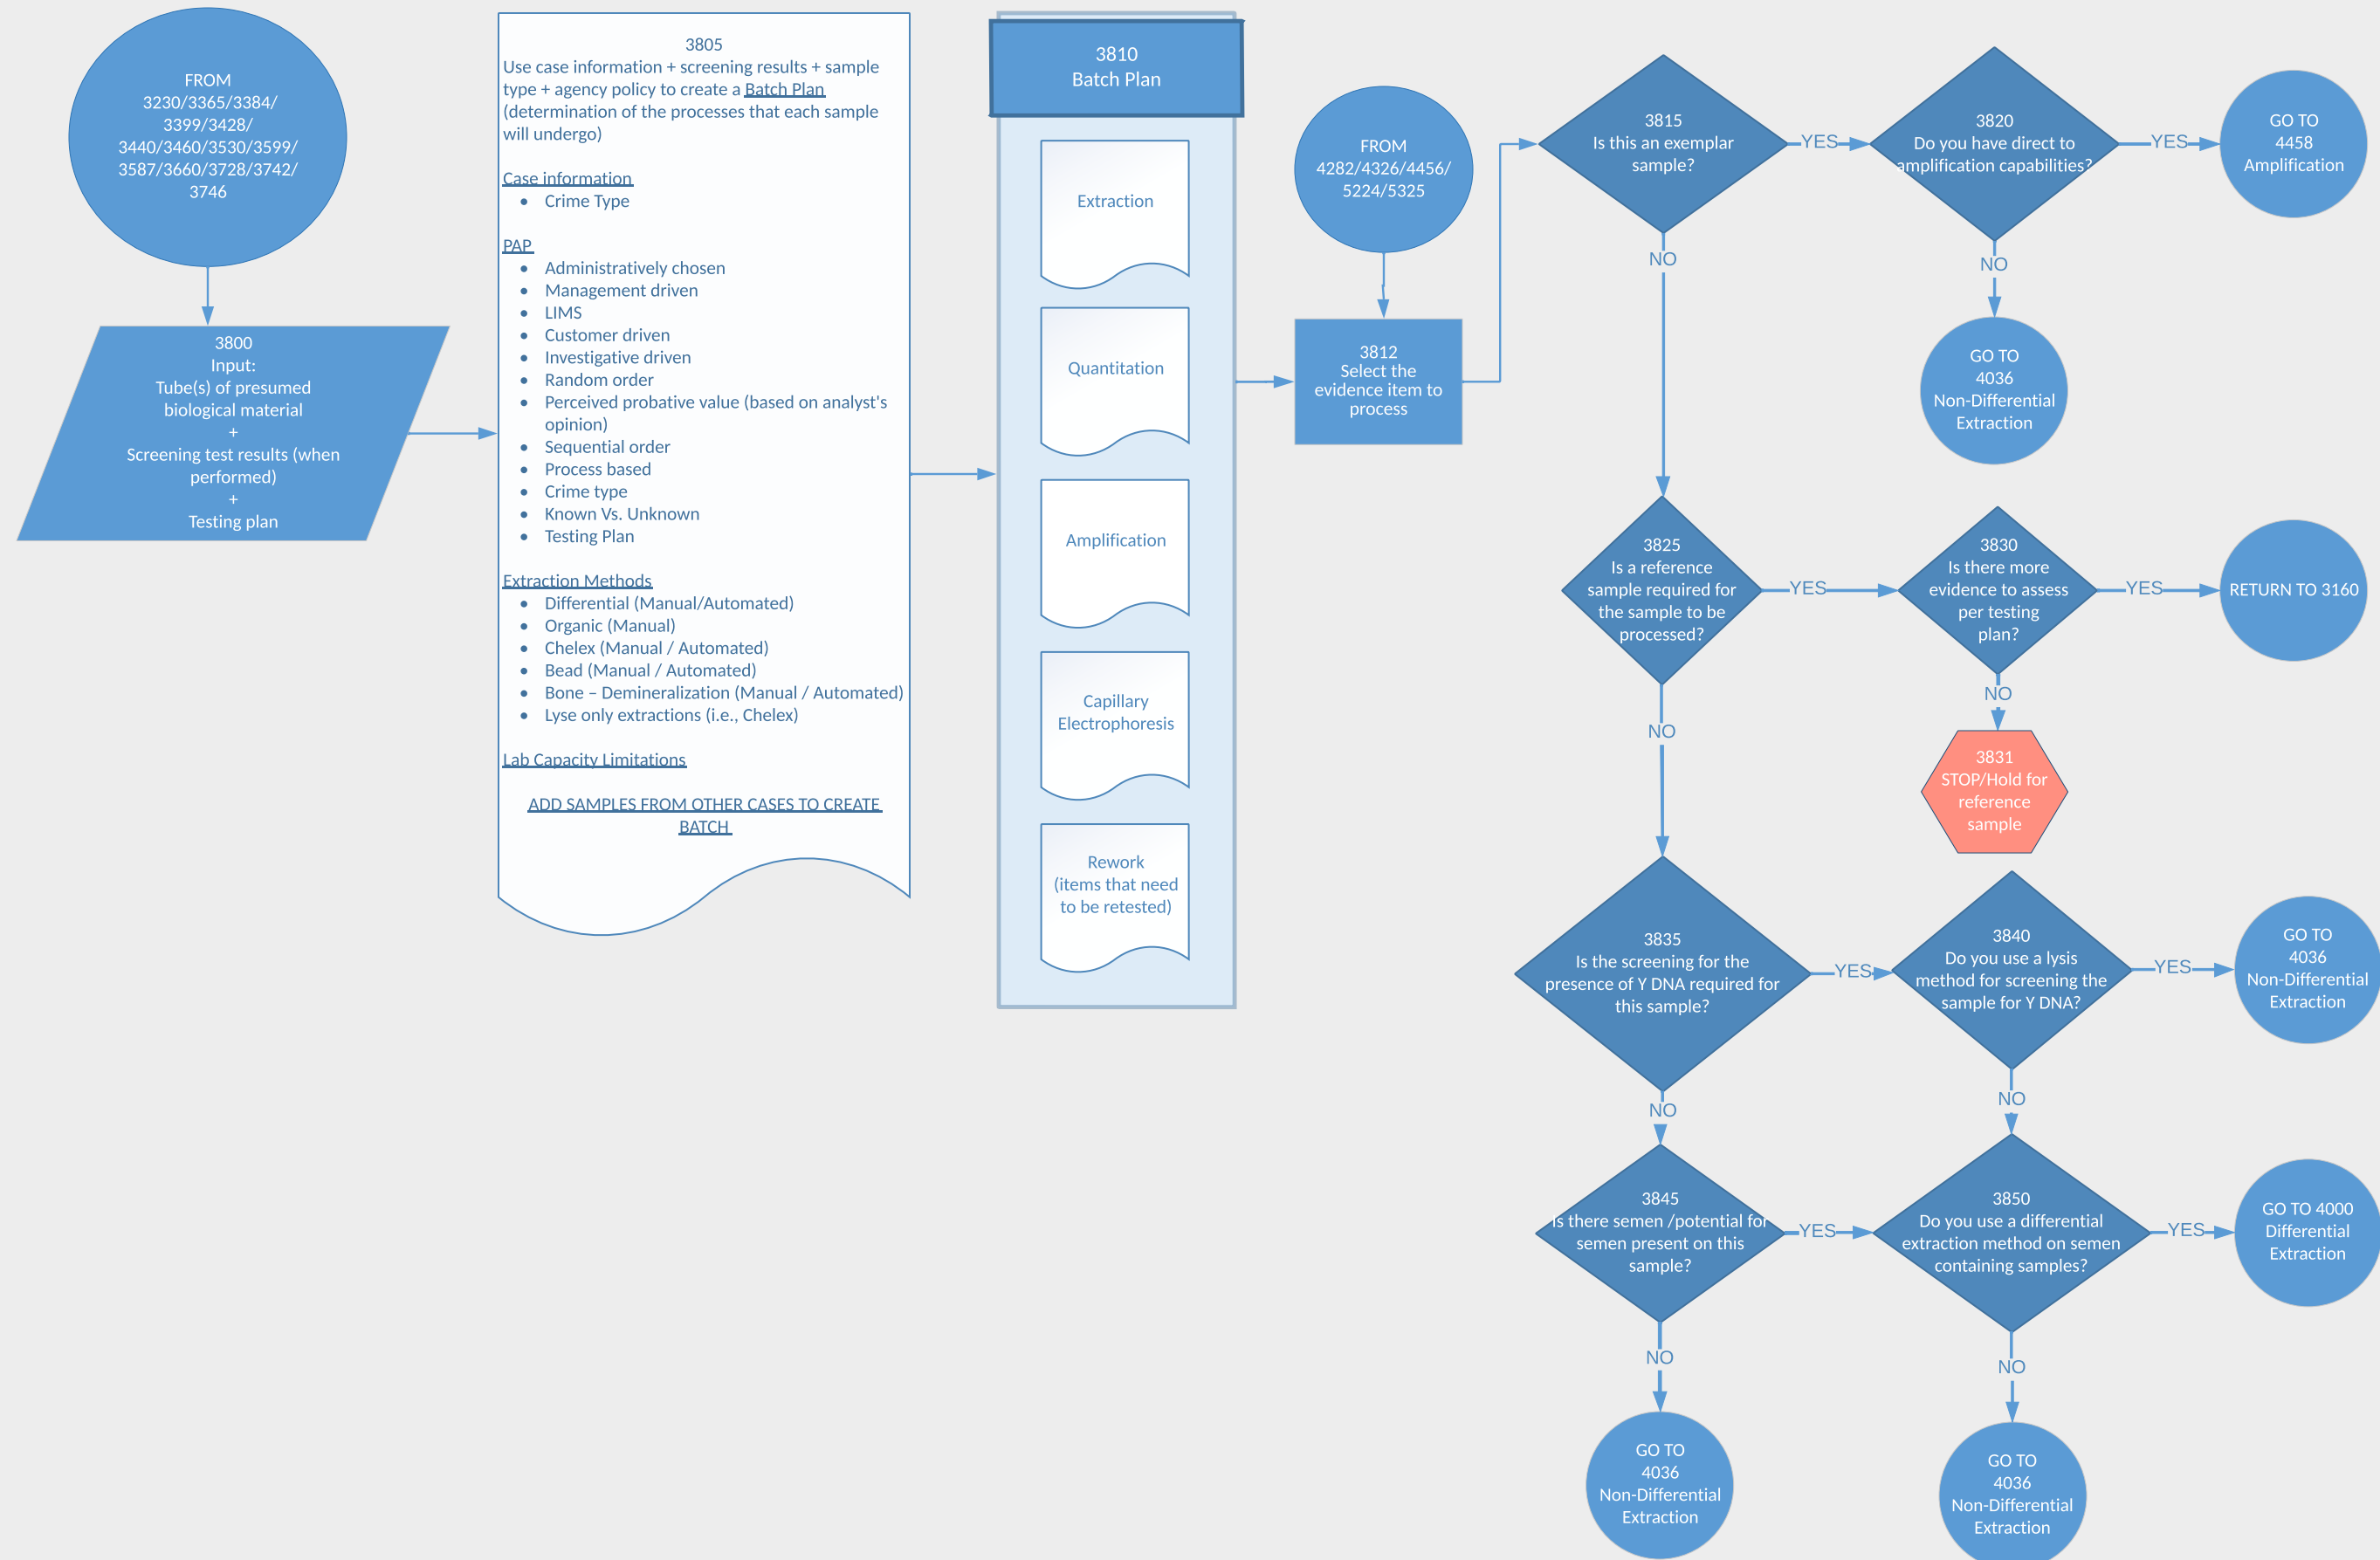 FROM
3230/3365/3384/
3399/3428/
3440/3460/3530/3599/
3587/3660/3728/3742/
3746
3800
Input:
Tube(s) of presumed
biological material
+
Screening test results (when
performed)
+
Testing plan
3805
Use case information + screening results + sample
type + agency policy to create a Batch Plan
(determination of the processes that each sample
will undergo)
Case information
• Crime Type
PAP
• Administratively chosen
• Management driven
• LIMS
• Customer driven
• Investigative driven
• Random order
• Perceived probative value (based on analyst's
opinion)
• Sequential order
• Process based
• Crime type
• Known Vs. Unknown
• Testing Plan
Extraction Methods
• Differential (Manual/Automated)
• Organic (Manual)
• Chelex (Manual / Automated)
• Bead (Manual / Automated)
• Bone – Demineralization (Manual / Automated)
• Lyse only extractions (i.e., Chelex)
Lab Capacity Limitations
ADD SAMPLES FROM OTHER CASES TO CREATE
BATCH
3810
Batch Plan
Extraction
Quantitation
Amplification
Capillary
Electrophoresis
Rework
(items that need
to be retested)
FROM
4282/4326/4456/
5224/5325
3812
Select the
evidence item to
process
3815
Is this an exemplar
sample?
YES
3820
Do you have direct to
amplification capabilities?
YES
GO TO
4458
Amplification
NO
NO
GO TO
4036
Non-Differential
Extraction
3825
Is a reference
sample required for
the sample to be
processed?
YES
3830
Is there more
evidence to assess
per testing
plan?
YES
RETURN TO 3160
NO
NO
3831
STOP/Hold for
reference
sample
3835
Is the screening for the
presence of Y DNA required for
this sample?
YES
3840
Do you use a lysis
method for screening the
sample for Y DNA?
YES
GO TO
4036
Non-Differential
Extraction
NO
NO
3845
Is there semen /potential for
semen present on this
sample?
YES
3850
Do you use a differential
extraction method on semen
containing samples?
YES
GO TO 4000
Differential
Extraction
NO
NO
GO TO
4036
Non-Differential
Extraction
GO TO
4036
Non-Differential
Extraction